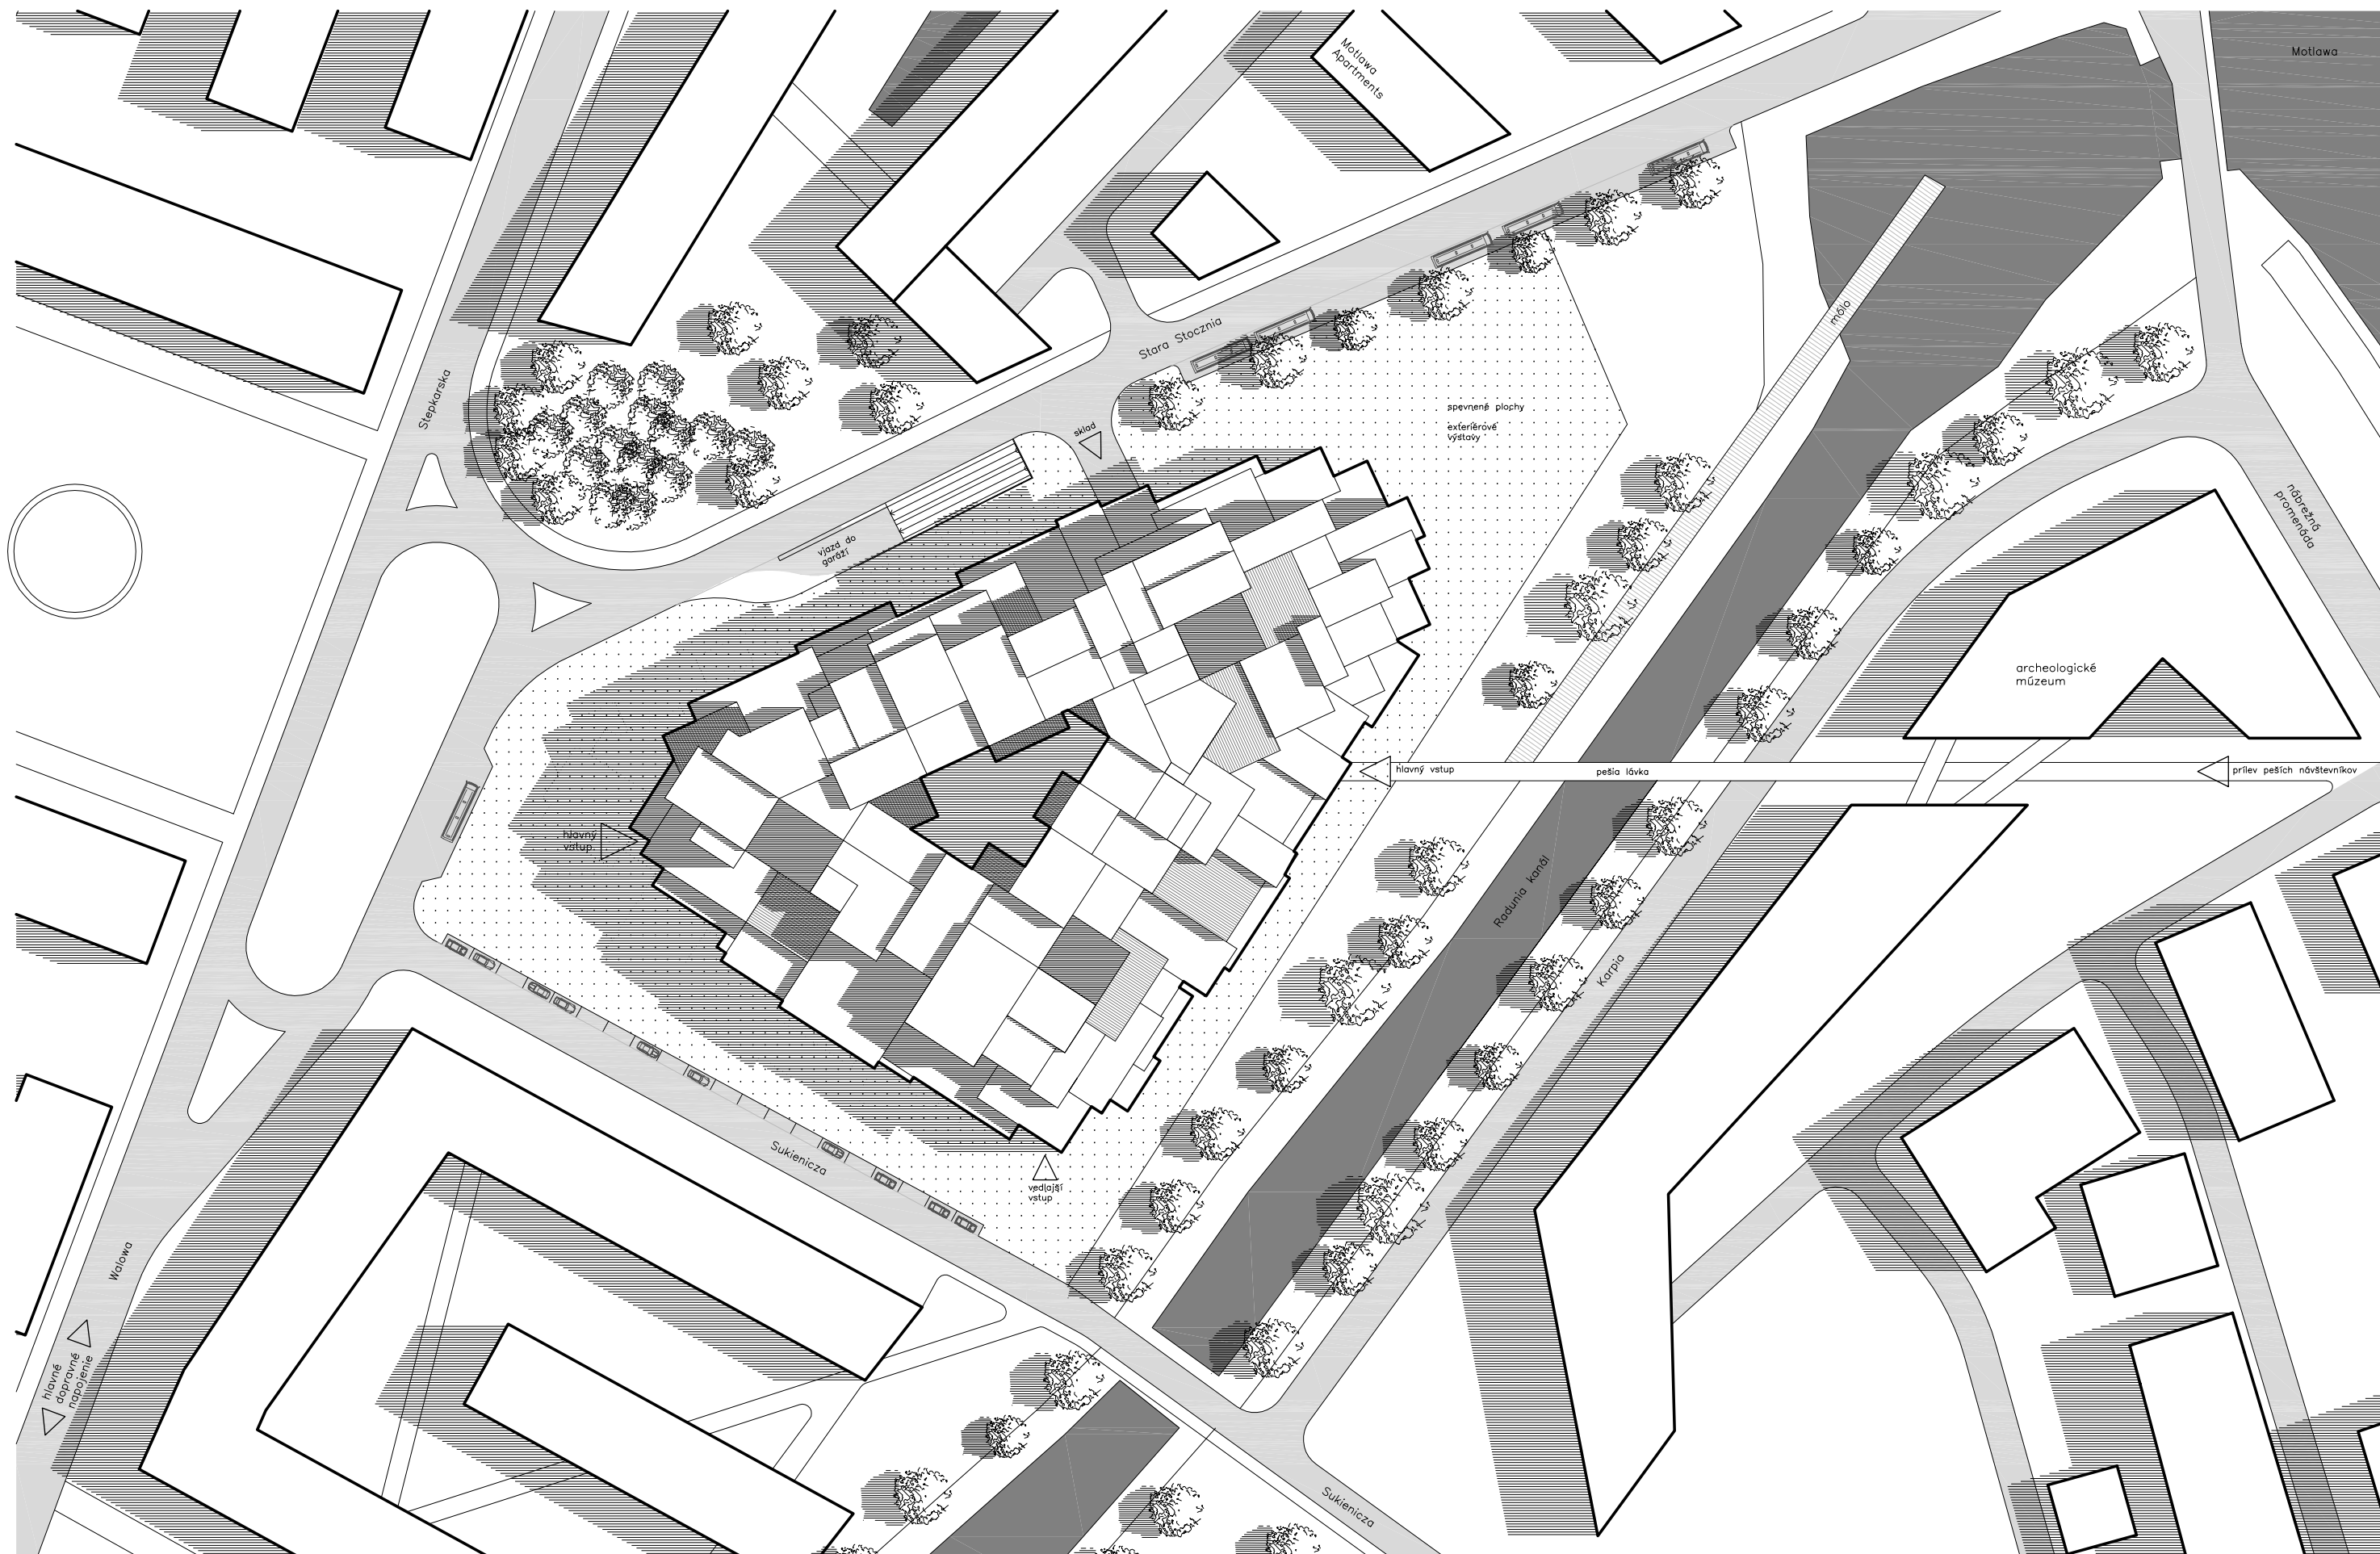 Motlawa
Motlawa
Apartments
mólo
Stara Stocznia
Stepkarska
spevnené plochy
exteriérové
výstavy
sklad
vjazd do
garáží
nábrežná
promenáda
archeologické
múzeum
hlavný vstup
pešia lávka
prílev peších návštevníkov
hlavný
vstup
Radunia kanál
Karpia
Sukienicza
vedlajší
vstup
Walowa
hlavné
dopravné
napojenie
Sukienicza